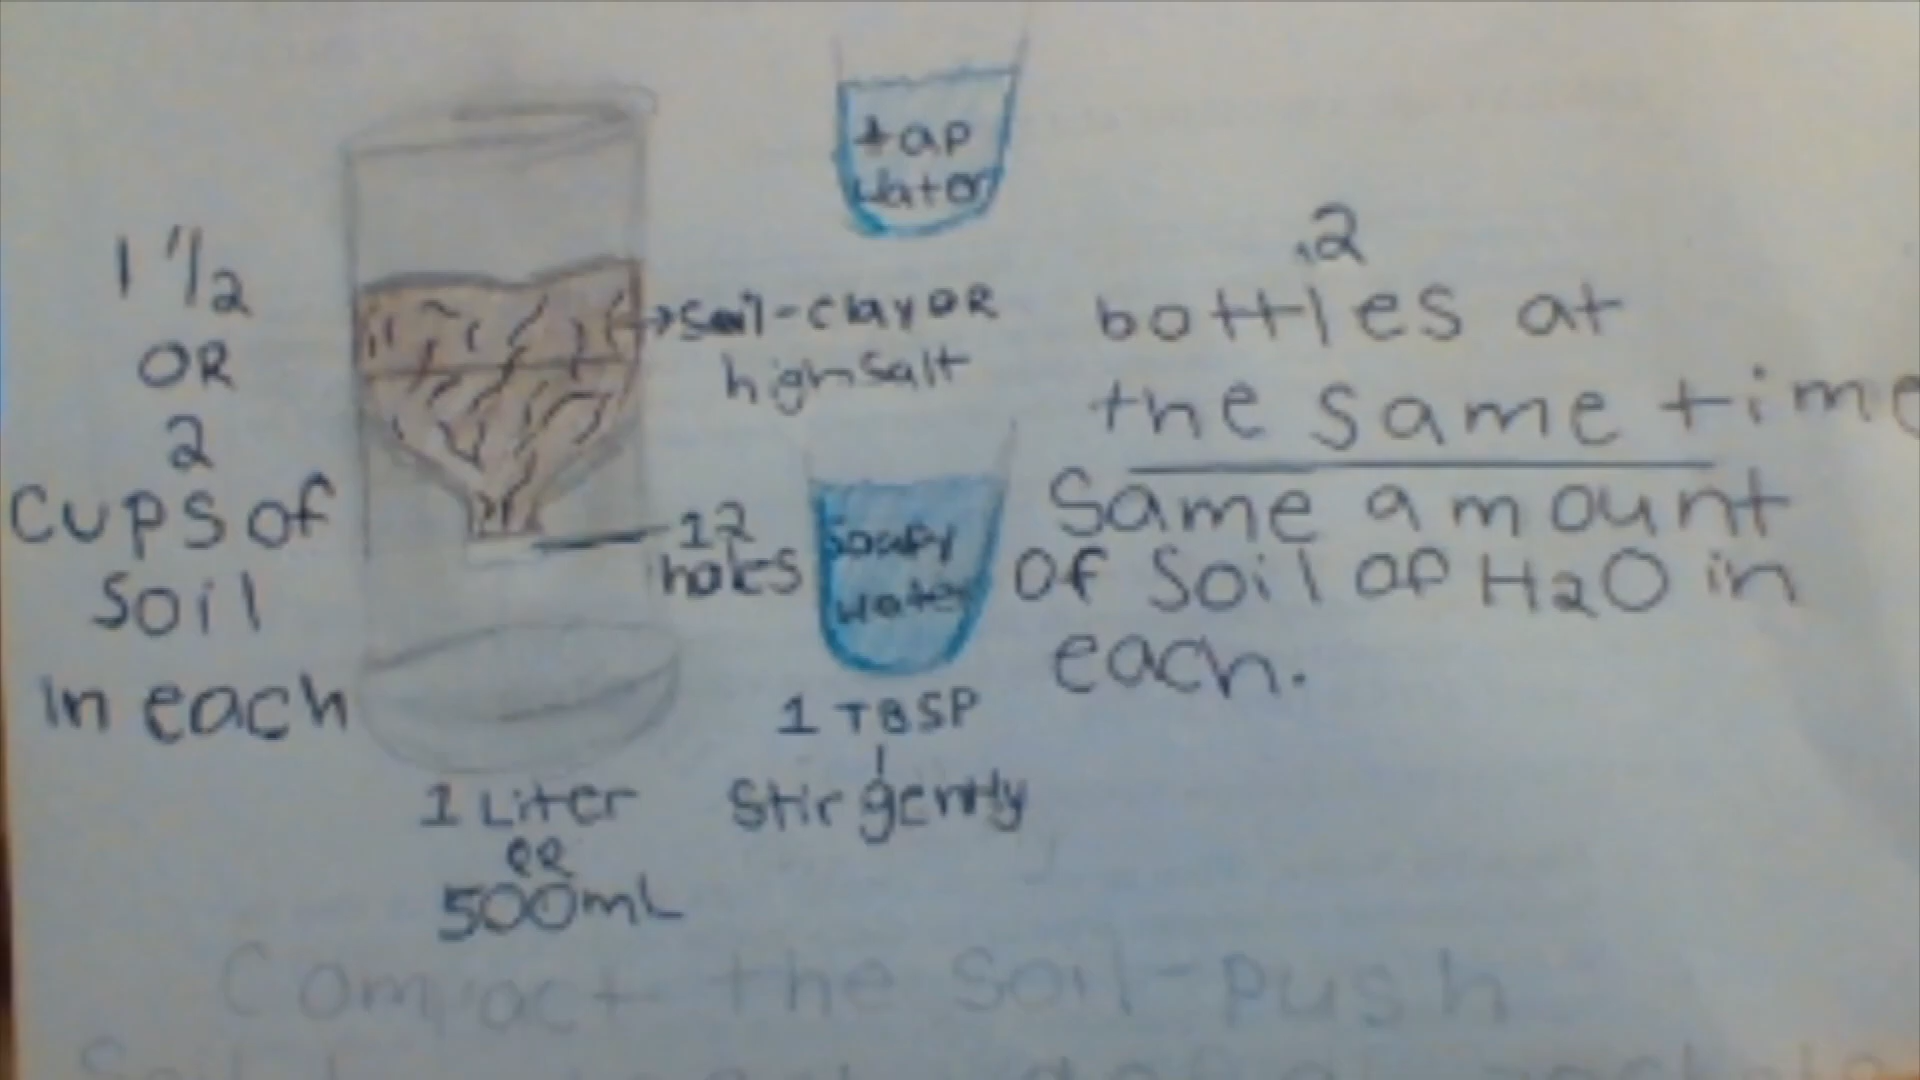 tap
water
1 1/2
OR
2
cups of
soil
in each
soil-clay OR
high salt
12
holes
soapy
water
1 TBSP
stir gently
1 Liter
OR
500mL
2
bottles at
the same time
Same amount
of soil of H2O in
each.
Compact the soil-push